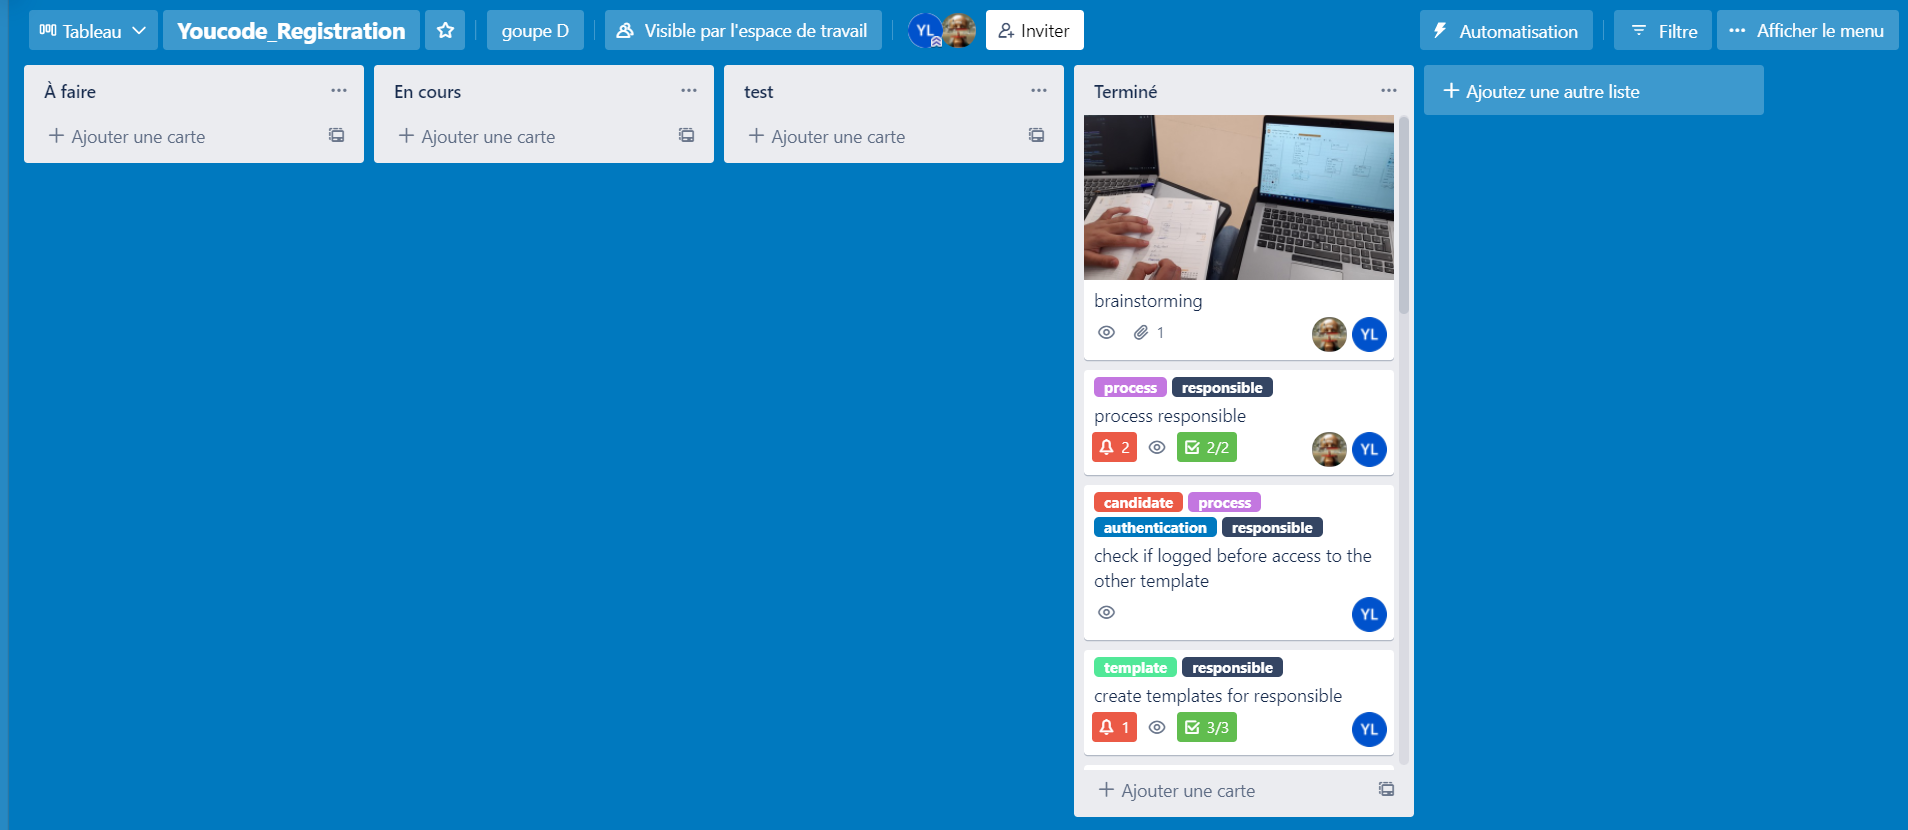 Tableau
Youcode_Registration
goupe D
Visible par l'espace de travail
YL
Inviter
Automatisation
Filtre
Afficher le menu
À faire
Ajouter une carte
En cours
Ajouter une carte
test
Ajouter une carte
Terminé
brainstorming
1
YL
process responsible
process responsible
2 2/2
YL
candidate process
authentication responsible
check if logged before access to the
other template
YL
template responsible
create templates for responsible
1 3/3
YL
Ajouter une carte
Ajoutez une autre liste